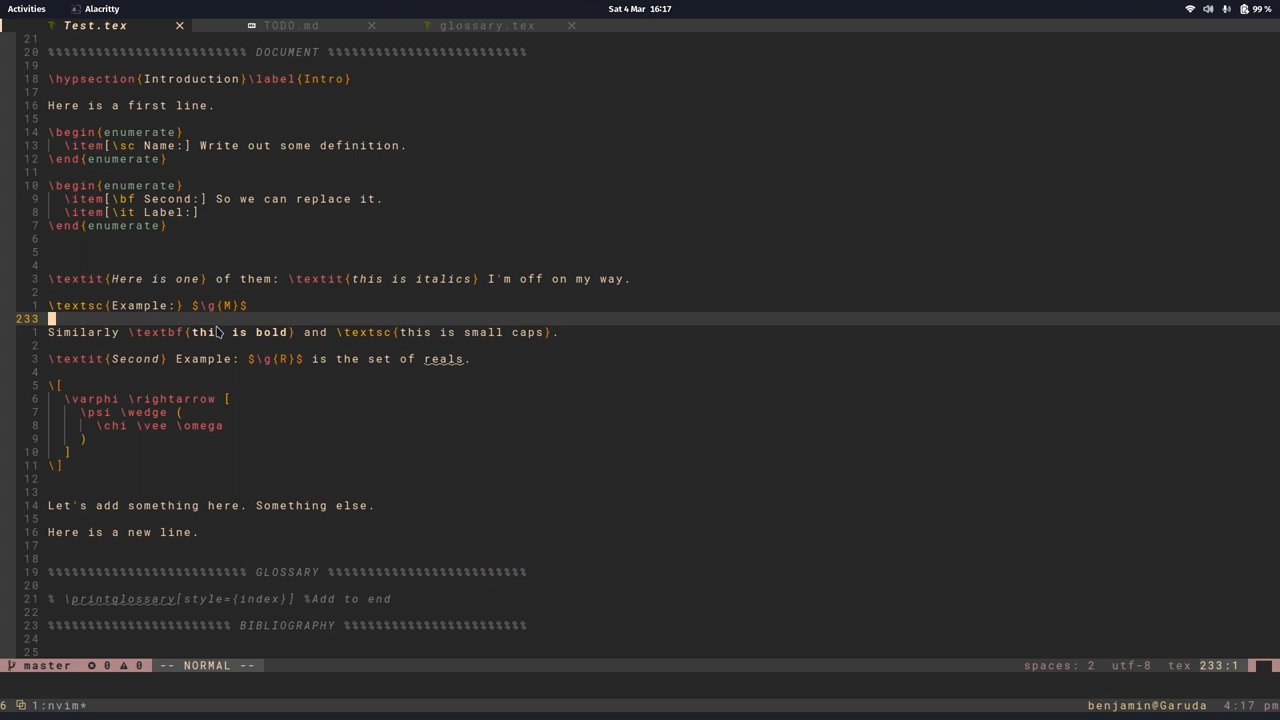 Activities Alacritty Sat 4 Mar 16:17 99 %
Test.tex TODO.md glossary.tex
21
20 %%%%%%%%%%%%%%%%%%%%%%%%% DOCUMENT %%%%%%%%%%%%%%%%%%%%%%%%%
19
18 \hypsection{Introduction}\label{Intro}
17
16 Here is a first line.
15
14 \begin{enumerate}
13 \item[\sc Name:] Write out some definition.
12 \end{enumerate}
11
10 \begin{enumerate}
9 \item[\bf Second:] So we can replace it.
8 \item[\it Label:]
7 \end{enumerate}
6
5
4
3 \textit{Here is one} of them: \textit{this is italics} I'm off on my way.
2
1 \textsc{Example:} $\g{M}$
233
1 Similarly \textbf{this is bold} and \textsc{this is small caps}.
2
3 \textit{Second} Example: $\g{R}$ is the set of reals.
4
5 \[
6 \varphi \rightarrow [
7 \psi \wedge (
8 \chi \vee \omega
9 )
10 ]
11 \]
12
13
14 Let's add something here. Something else.
15
16 Here is a new line.
17
18
19 %%%%%%%%%%%%%%%%%%%%%%%%% GLOSSARY %%%%%%%%%%%%%%%%%%%%%%%%%
20
21 % \printglossary[style={index}] %Add to end
22
23 %%%%%%%%%%%%%%%%%%%%%%% BIBLIOGRAPHY %%%%%%%%%%%%%%%%%%%%%%%
24
25
master 0 0 -- NORMAL -- spaces: 2 utf-8 tex 233:1
6 1:nvim* benjamin@Garuda 4:17 pm